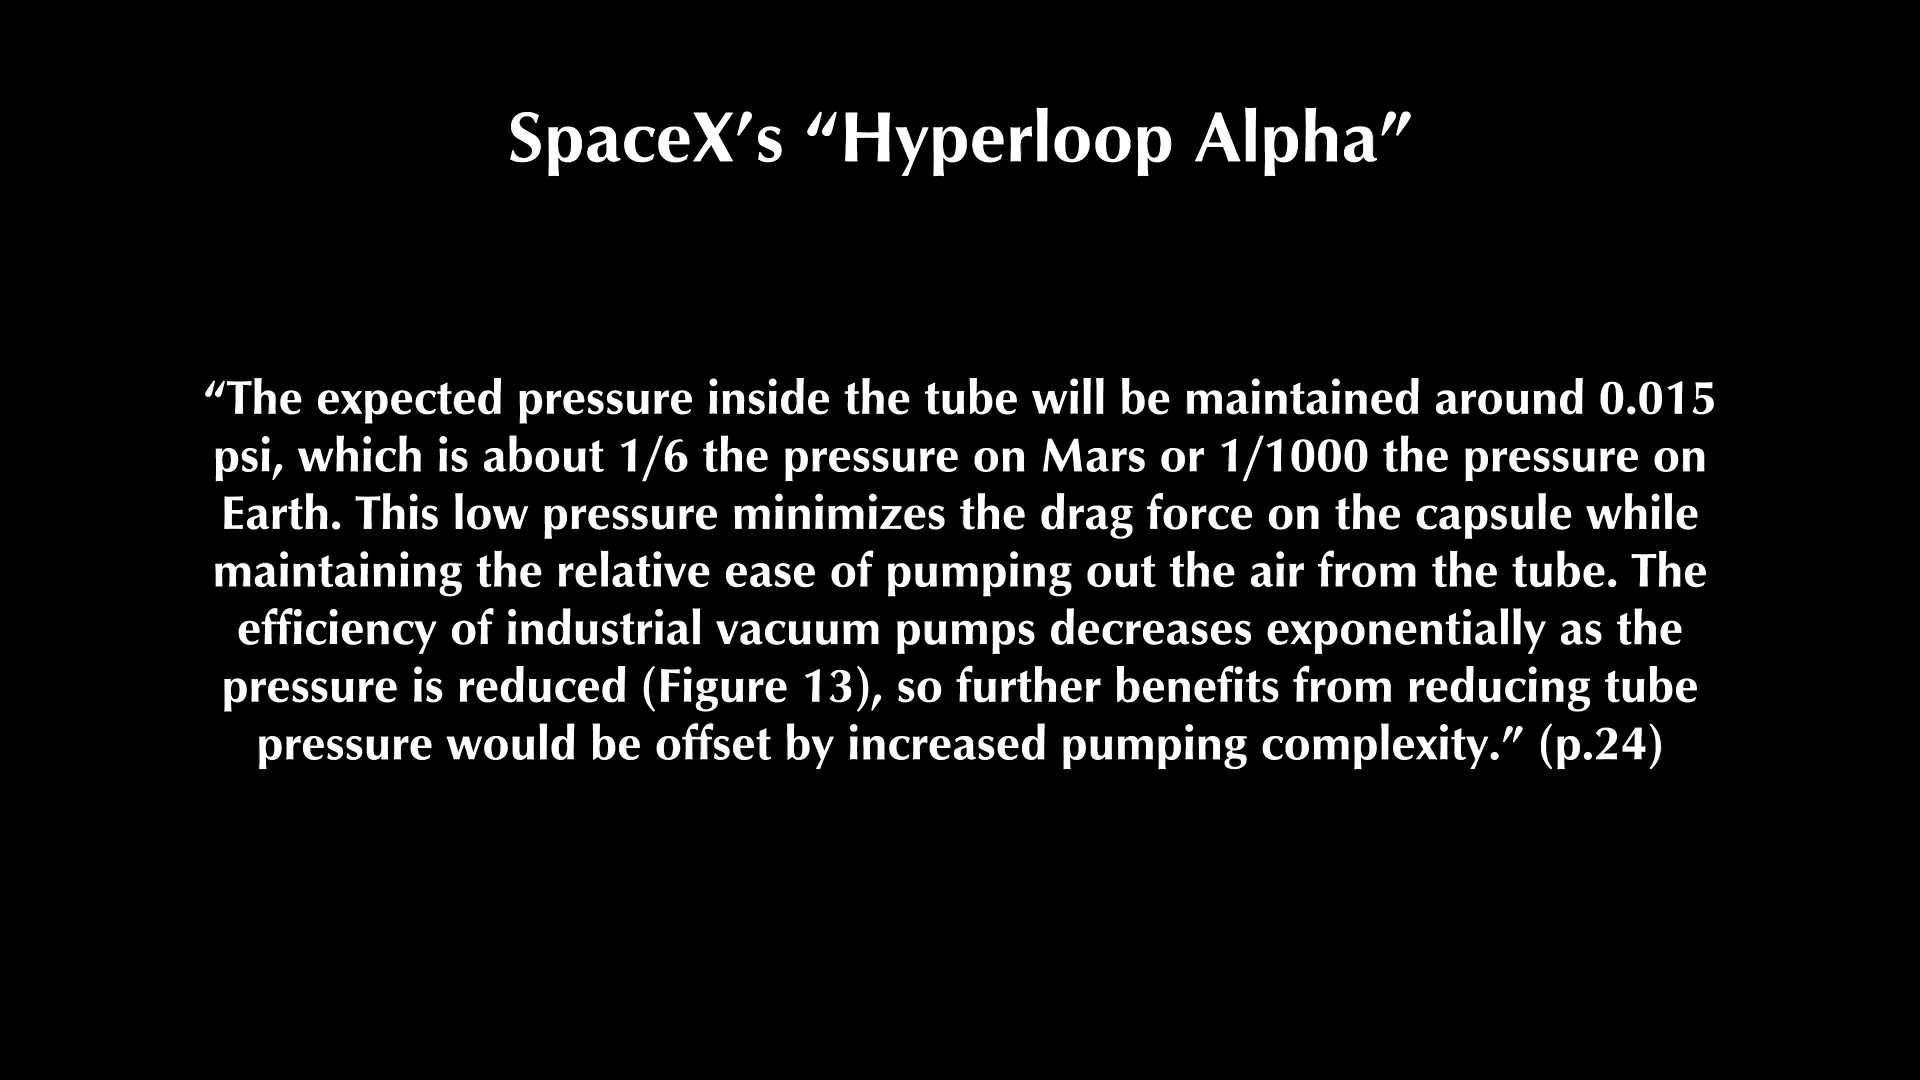 SpaceX’s “Hyperloop Alpha”
“The expected pressure inside the tube will be maintained around 0.015
psi, which is about 1/6 the pressure on Mars or 1/1000 the pressure on
Earth. This low pressure minimizes the drag force on the capsule while
maintaining the relative ease of pumping out the air from the tube. The
efficiency of industrial vacuum pumps decreases exponentially as the
pressure is reduced (Figure 13), so further benefits from reducing tube
pressure would be offset by increased pumping complexity.” (p.24)